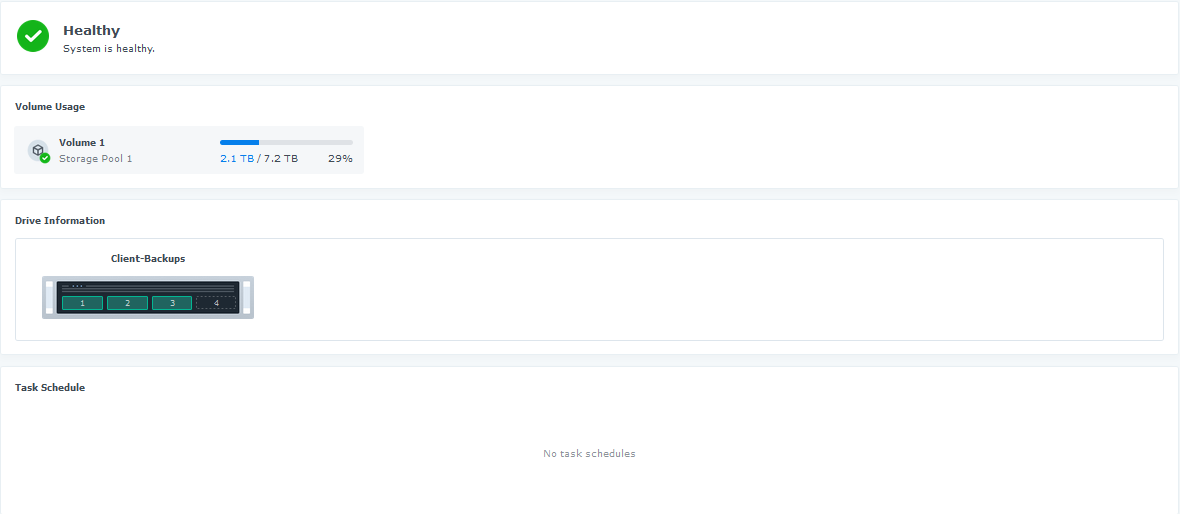 Healthy
System is healthy.
Volume Usage
Volume 1
Storage Pool 1
2.1 TB / 7.2 TB 29%
Drive Information
Client-Backups
1 2 3 4
Task Schedule
No task schedules